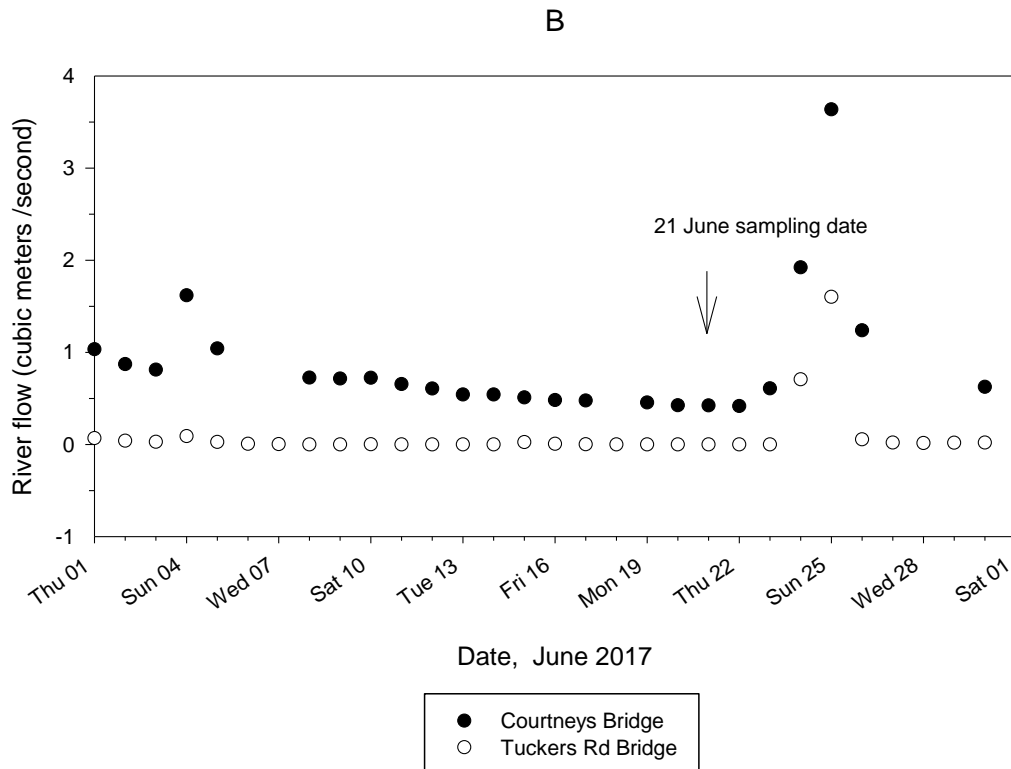 B
River flow (cubic meters /second)
4
3
2
1
0
-1
21 June sampling date
Thu 01
Sun 04
Wed 07
Sat 10
Tue 13
Fri 16
Mon 19
Thu 22
Sun 25
Wed 28
Sat 01
Date, June 2017
Courtneys Bridge
Tuckers Rd Bridge